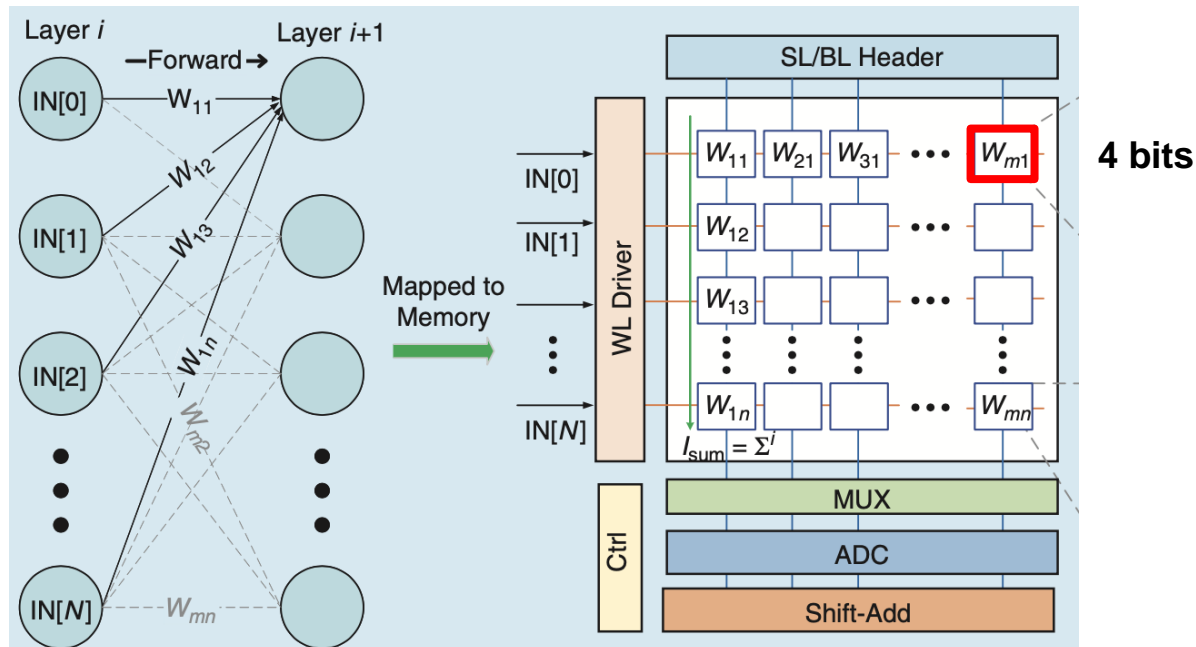 Layer i
Layer i+1
Forward
IN[0]
W11
W12
IN[1]
W13
IN[2]
W1n
Wm2
IN[N]
Wmn
Mapped to
Memory
SL/BL Header
IN[0]
IN[1]
IN[N]
WL Driver
W11
W21
W31
Wm1
4 bits
W12
W13
W1n
Wmn
Isum = Σi
Ctrl
MUX
ADC
Shift-Add